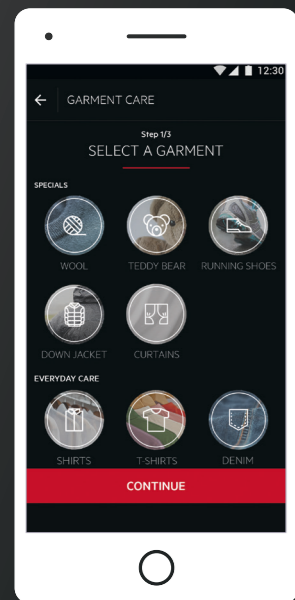 12:30
GARMENT CARE
Step 1/3
SELECT A GARMENT
SPECIALS
WOOL TEDDY BEAR RUNNING SHOES
DOWN JACKET CURTAINS
EVERYDAY CARE
SHIRTS T-SHIRTS DENIM
CONTINUE